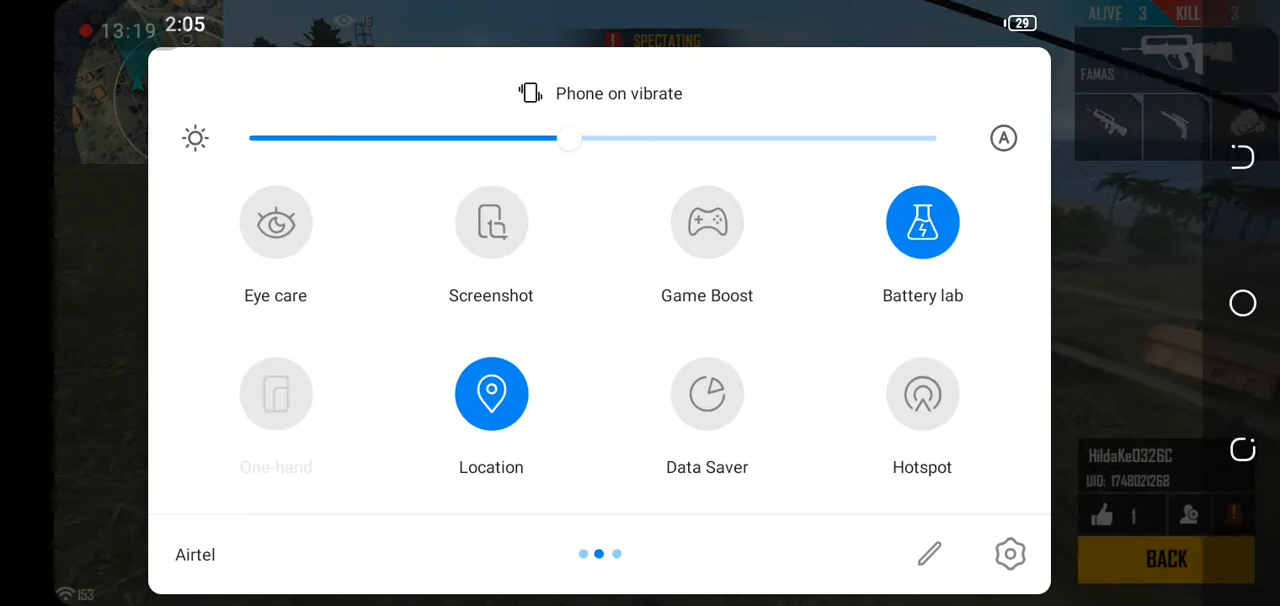 13:19 2:05
29
ALIVE 3 KILL 3
SPECTATING
FAMAS
Phone on vibrate
A
Eye care
Screenshot
Game Boost
Battery lab
One-hand
Location
Data Saver
Hotspot
HildaKe0326C
UID: 1748021268
1
Airtel
BACK
153